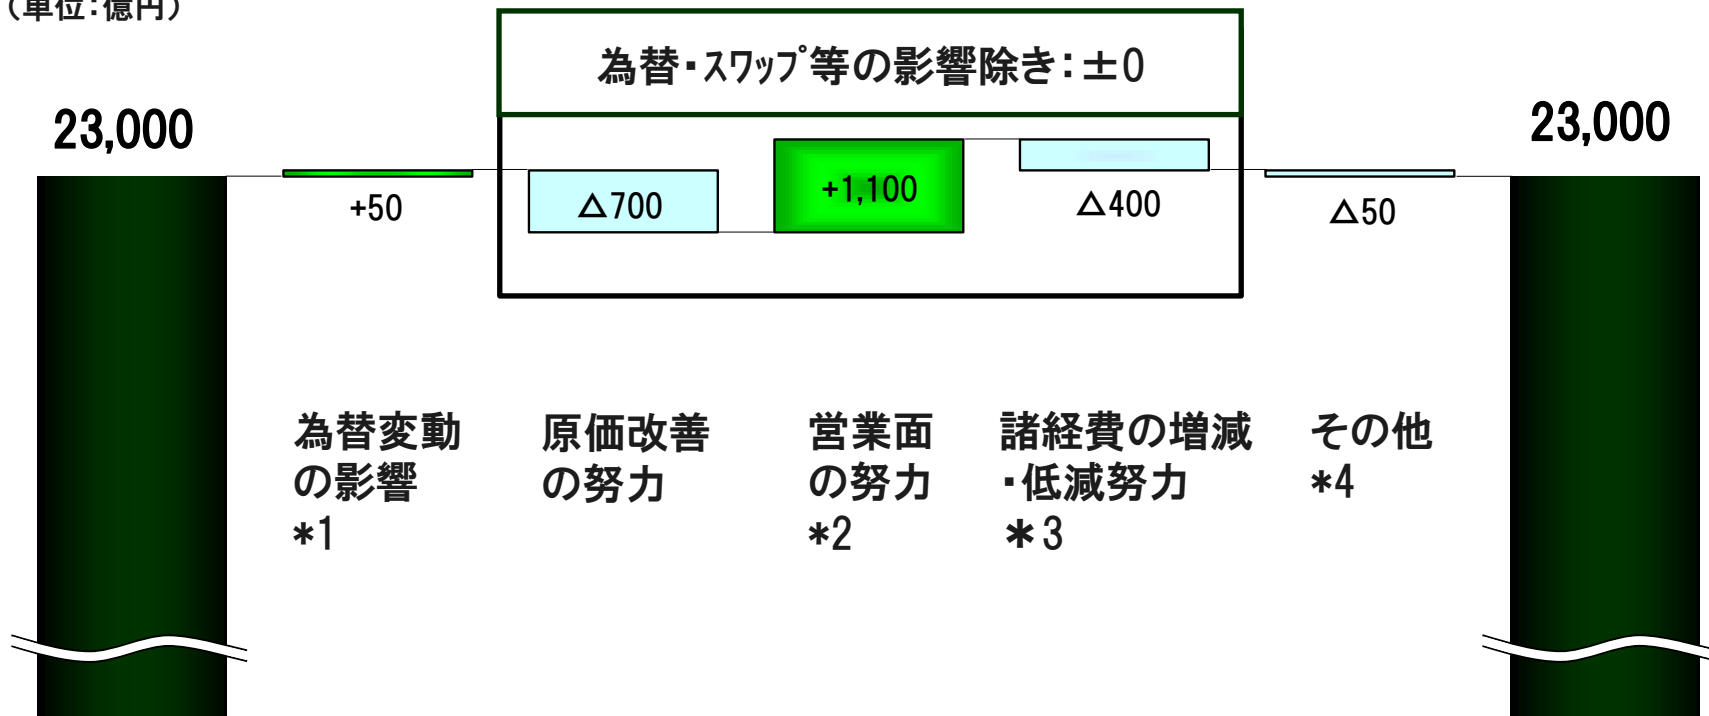 （単位：億円）
為替・ｽﾜｯﾌﾟ等の影響除き：±0
23,000
23,000
+50
△700
+1,100
△400
△50
為替変動
の影響
*1
原価改善
の努力
営業面
の努力
*2
諸経費の増減
・低減努力
＊3
その他
*4